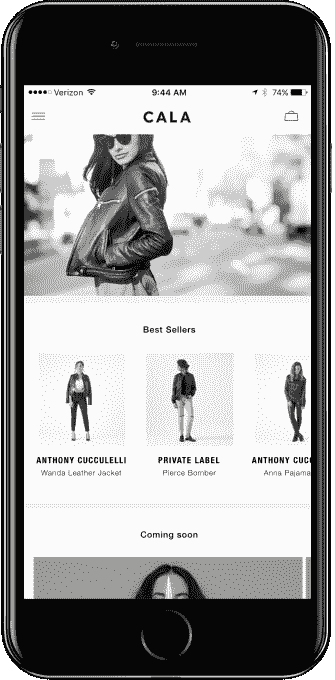 Verizon 9:44 AM 74%
CALA
Best Sellers
ANTHONY CUCCULELLI PRIVATE LABEL ANTHONY CUCC
Wanda Leather Jacket Pierce Bomber Anna Pajama
Coming soon